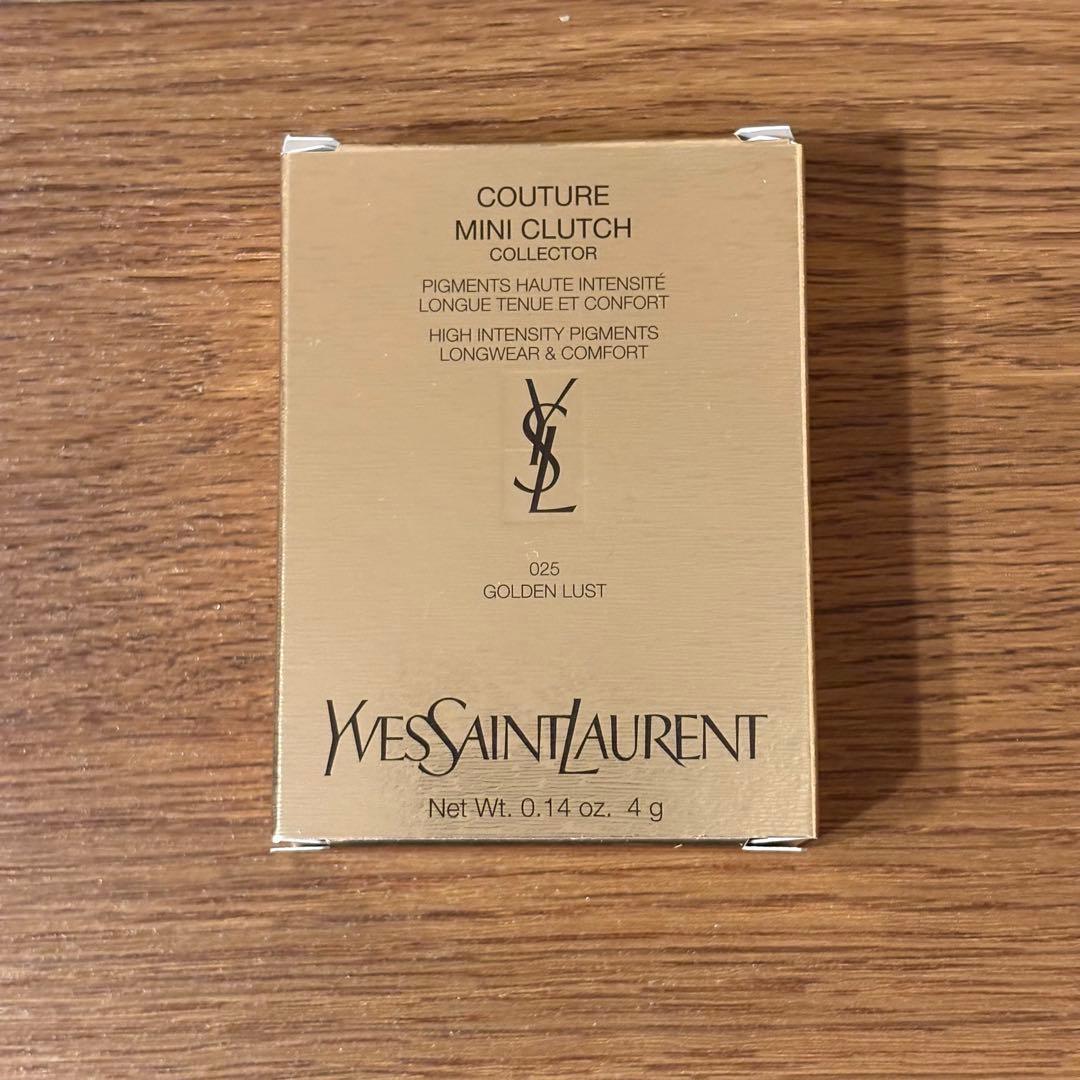 COUTURE
MINI CLUTCH
COLLECTOR
PIGMENTS HAUTE INTENSITÉ
LONGUE TENUE ET CONFORT
HIGH INTENSITY PIGMENTS
LONGWEAR & COMFORT
YSL
025
GOLDEN LUST
YVESSAINTLAURENT
Net Wt. 0.14 oz. 4 g